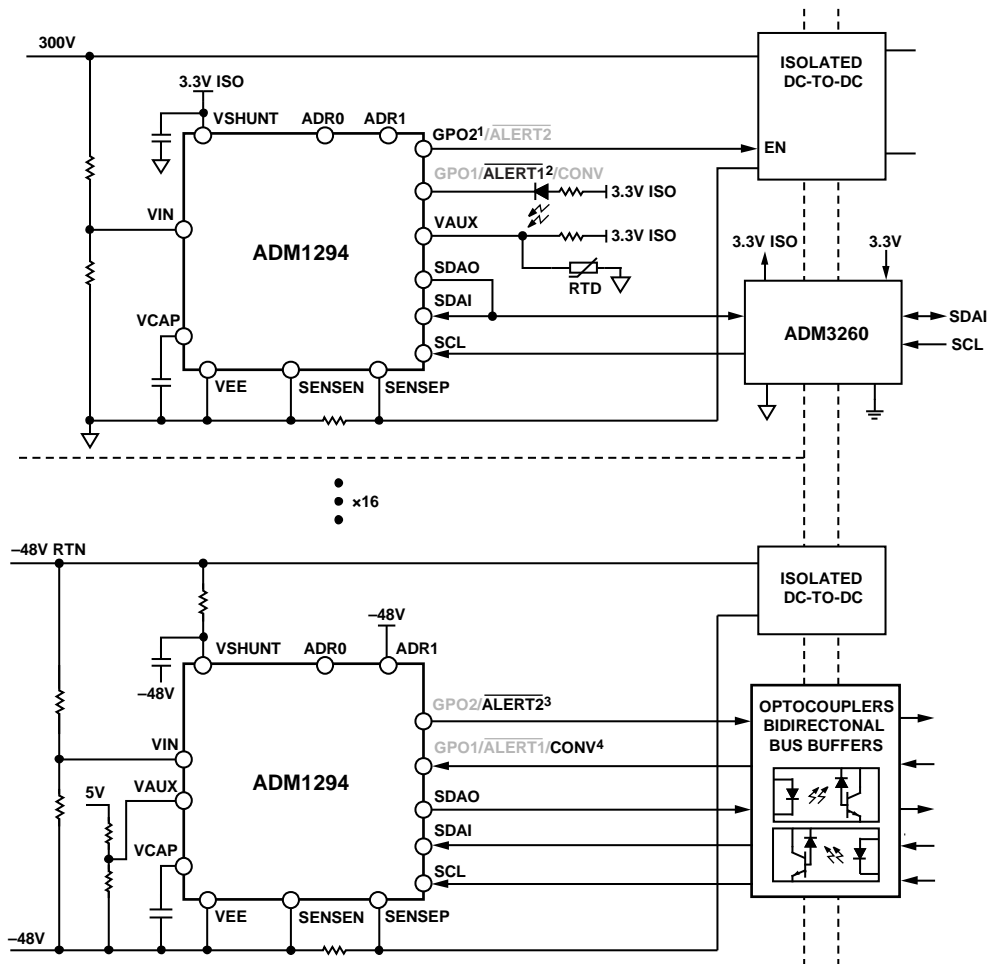 300V
ISOLATED
DC-TO-DC
3.3V ISO
VSHUNT
ADR0
ADR1
GPO2¹/ALERT2
EN
GPO1/ALERT1²/CONV
3.3V ISO
VIN
VAUX
3.3V ISO
ADM1294
3.3V ISO
3.3V
SDAO
RTD
SDAI
SDAI
VCAP
ADM3260
SCL
SCL
VEE
SENSEN
SENSEP
×16
–48V RTN
ISOLATED
DC-TO-DC
–48V
VSHUNT
ADR0
ADR1
–48V
GPO2/ALERT2³
OPTOCOUPLERS
BIDIRECTONAL
BUS BUFFERS
VIN
GPO1/ALERT1/CONV⁴
ADM1294
VAUX
5V
SDAO
SDAI
VCAP
SCL
VEE
SENSEN
SENSEP
–48V